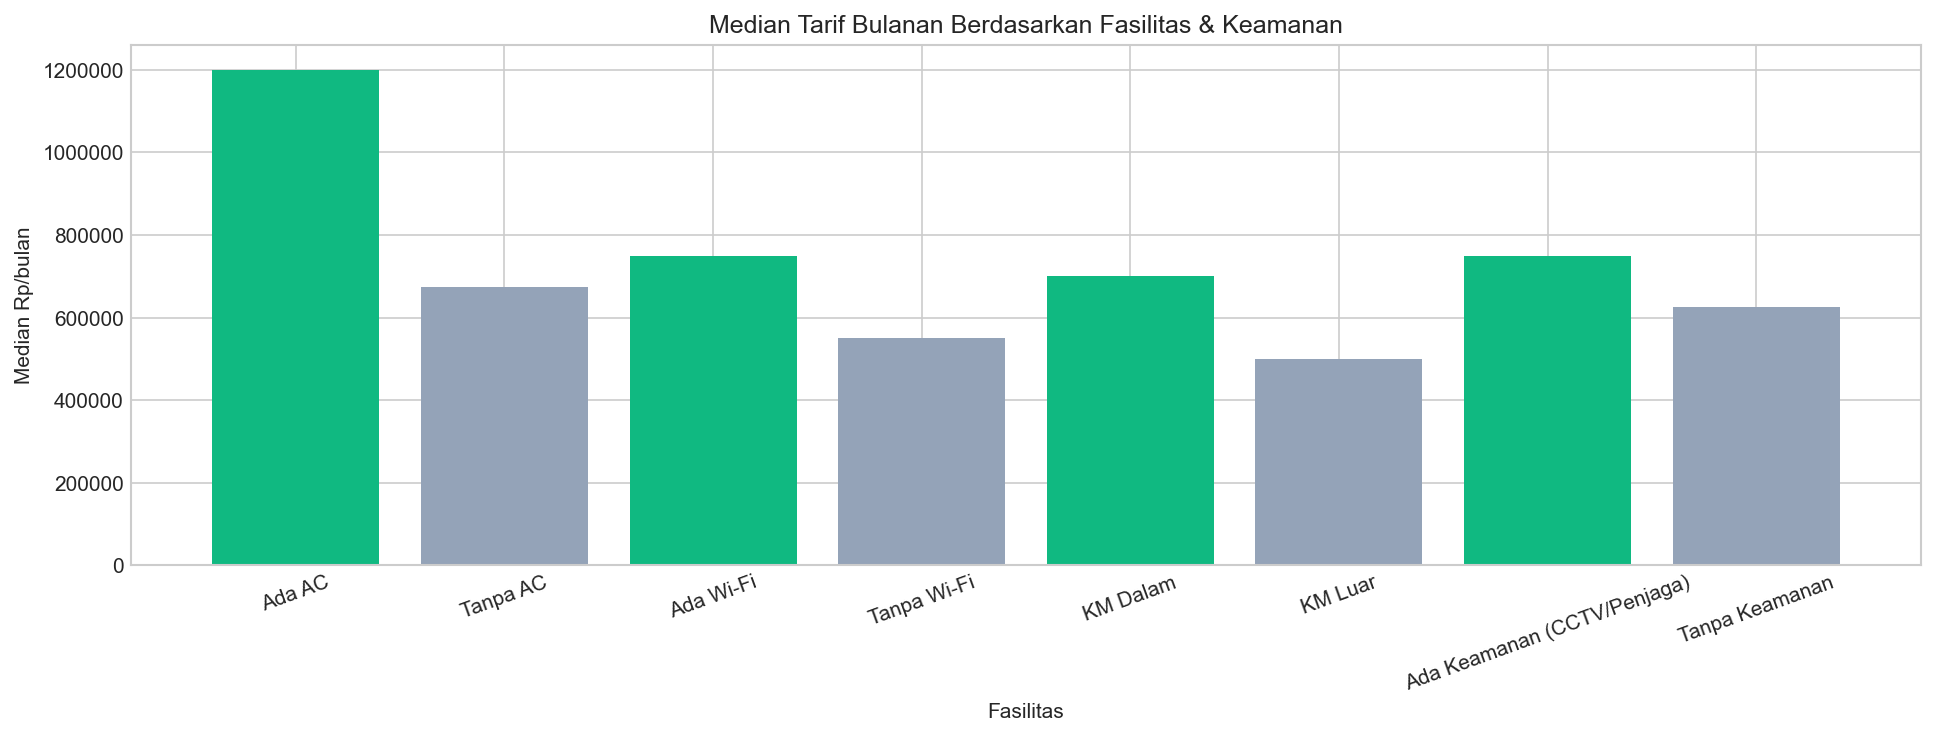 Median Tarif Bulanan Berdasarkan Fasilitas & Keamanan
Median Rp/bulan
1200000
1000000
800000
600000
400000
200000
0
Ada AC
Tanpa AC
Ada Wi-Fi
Tanpa Wi-Fi
KM Dalam
KM Luar
Ada Keamanan (CCTV/Penjaga)
Tanpa Keamanan
Fasilitas